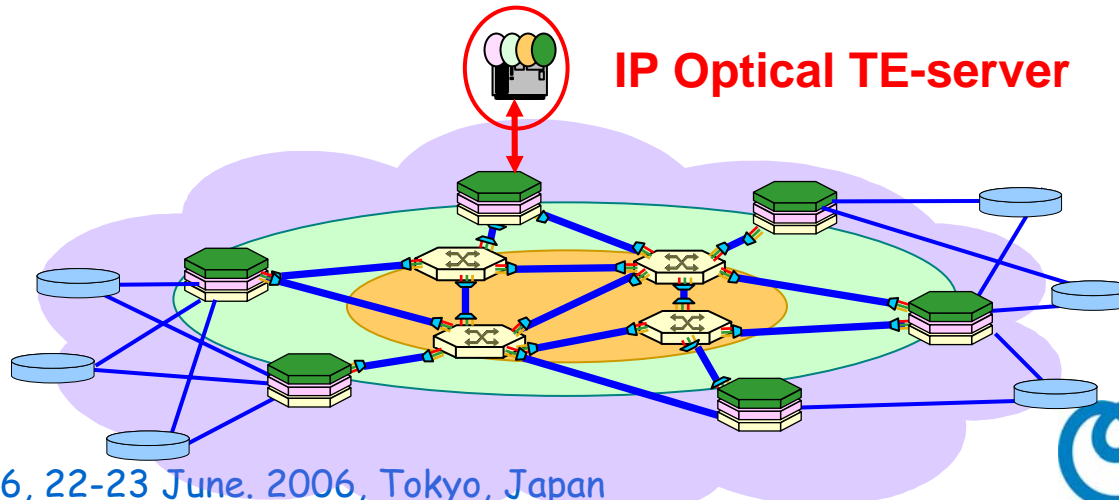 IP Optical TE-server
6, 22-23 June. 2006, Tokyo, Japan